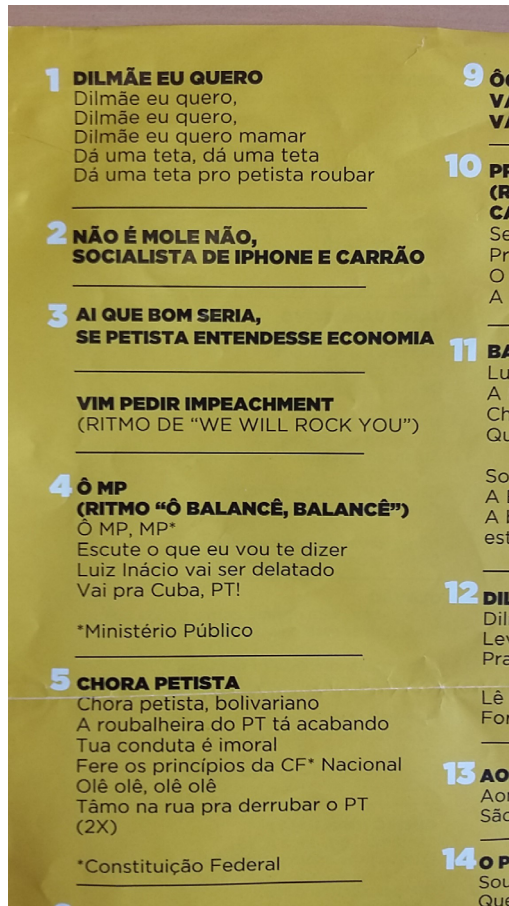 1 DILMÃE EU QUERO
Dilmãe eu quero,
Dilmãe eu quero,
Dilmãe eu quero mamar
Dá uma teta, dá uma teta
Dá uma teta pro petista roubar
2 NÃO É MOLE NÃO,
SOCIALISTA DE IPHONE E CARRÃO
3 AI QUE BOM SERIA,
SE PETISTA ENTENDESSE ECONOMIA
VIM PEDIR IMPEACHMENT
(RITMO DE “WE WILL ROCK YOU”)
4 Ô MP
(RITMO “Ô BALANCÊ, BALANCÊ”)
Ô MP, MP*
Escute o que eu vou te dizer
Luiz Inácio vai ser delatado
Vai pra Cuba, PT!
*Ministério Público
5 CHORA PETISTA
Chora petista, bolivariano
A roubalheira do PT tá acabando
Tua conduta é imoral
Fere os princípios da CF* Nacional
Olê olê, olê olê
Tâmo na rua pra derrubar o PT
(2X)
*Constituição Federal
9
10
O
A
11
A
12
Lê
13
14 O